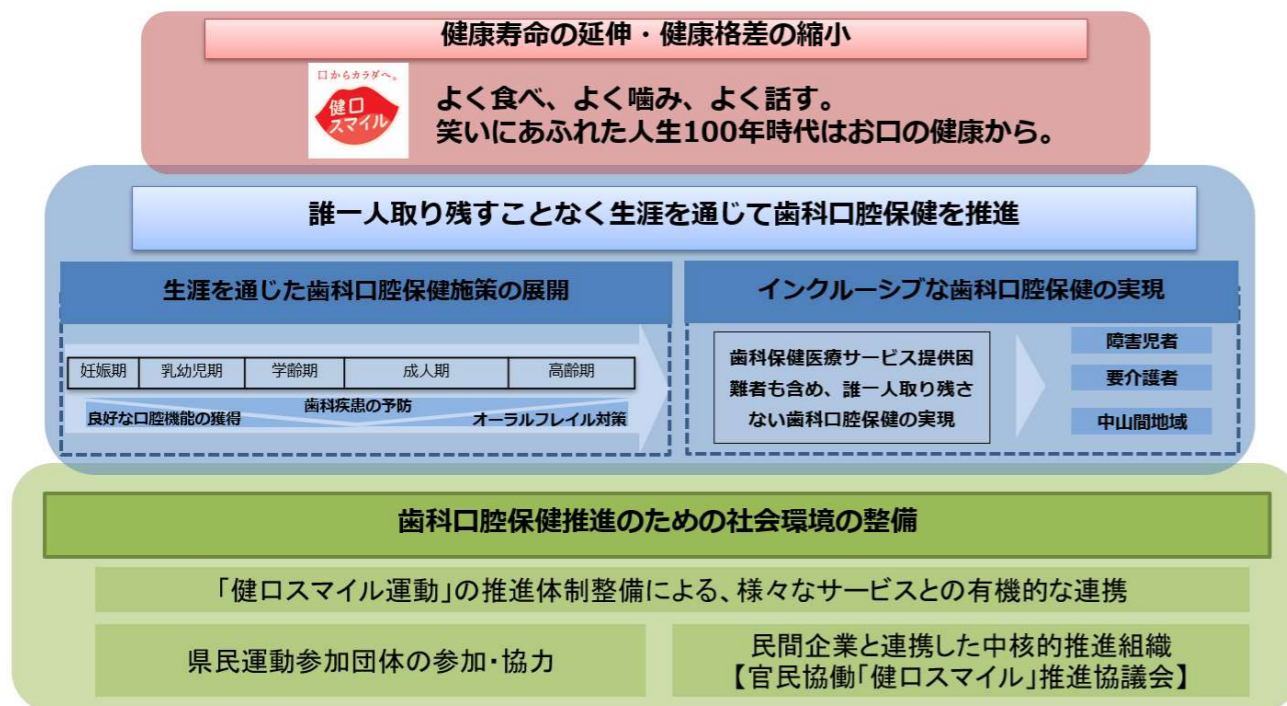 健康寿命の延伸・健康格差の縮小
口からカラダへ。
健口
スマイル
よく食べ、よく噛み、よく話す。
笑いにあふれた人生100年時代はお口の健康から。
誰一人取り残すことなく生涯を通じて歯科口腔保健を推進
生涯を通じた歯科口腔保健施策の展開
妊娠期 乳幼児期 学齢期 成人期 高齢期
歯科疾患の予防
良好な口腔機能の獲得
オーラルフレイル対策
インクルーシブな歯科口腔保健の実現
歯科保健医療サービス提供困
難者も含め、誰一人取り残さ
ない歯科口腔保健の実現
障害児者
要介護者
中山間地域
歯科口腔保健推進のための社会環境の整備
「健口スマイル運動」の推進体制整備による、様々なサービスとの有機的な連携
県民運動参加団体の参加・協力
民間企業と連携した中核的推進組織
【官民協働「健口スマイル」推進協議会】